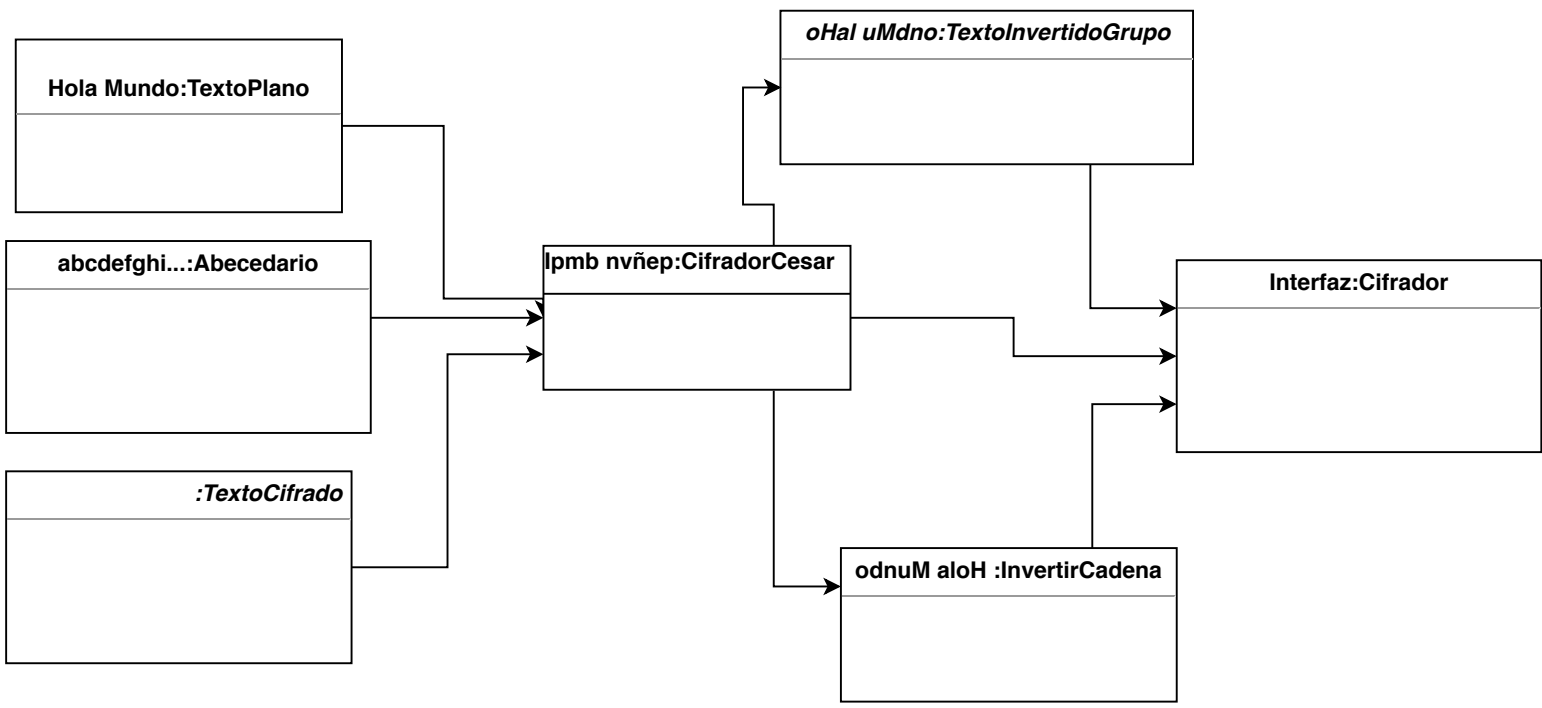 oHal uMdno:TextoInvertidoGrupo
Hola Mundo:TextoPlano
abcdefghi...:Abecedario
Ipmb nvñep:CifradorCesar
Interfaz:Cifrador
:TextoCifrado
odnuM aloH :InvertirCadena